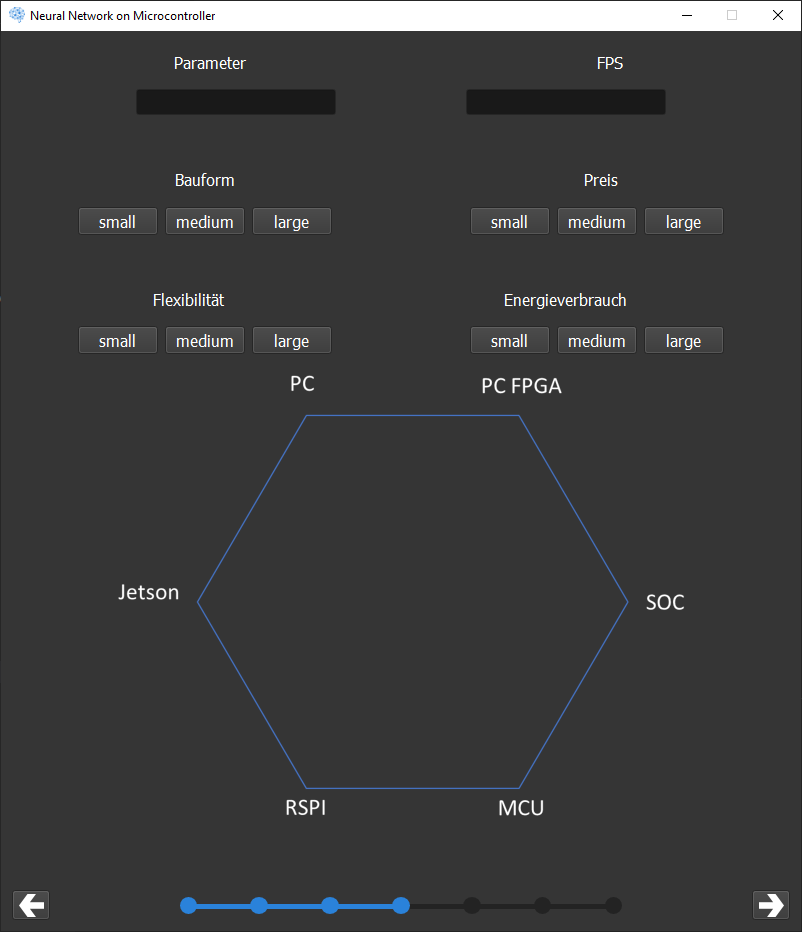 Neural Network on Microcontroller
Parameter FPS
Bauform Preis
small medium large small medium large
Flexibilität Energieverbrauch
small medium large small medium large
PC PC FPGA
Jetson SOC
RSPI MCU